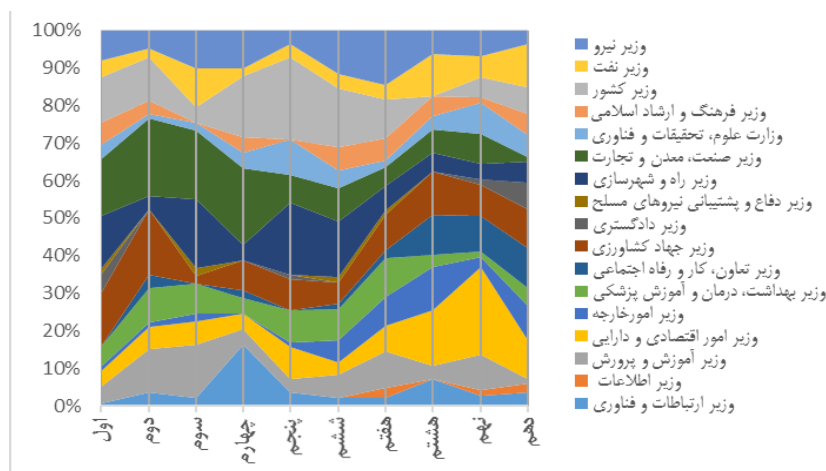 100%
90%
80%
70%
60%
50%
40%
30%
20%
10%
0%
اول
دوم
سوم
چهارم
پنجم
ششم
هفتم
هشتم
نهم
دهم
وزیر نیرو
وزیر نفت
وزیر کشور
وزیر فرهنگ و ارشاد اسلامی
وزارت علوم، تحقیقات و فناوری
وزیر صنعت، معدن و تجارت
وزیر راه و شهرسازی
وزیر دفاع و پشتیبانی نیروهای مسلح
وزیر دادگستری
وزیر جهاد کشاورزی
وزیر تعاون، کار و رفاه اجتماعی
وزیر بهداشت، درمان و آموزش پزشکی
وزیر امورخارجه
وزیر امور اقتصادی و دارایی
وزیر آموزش و پرورش
وزیر اطلاعات
وزیر ارتباطات و فناوری